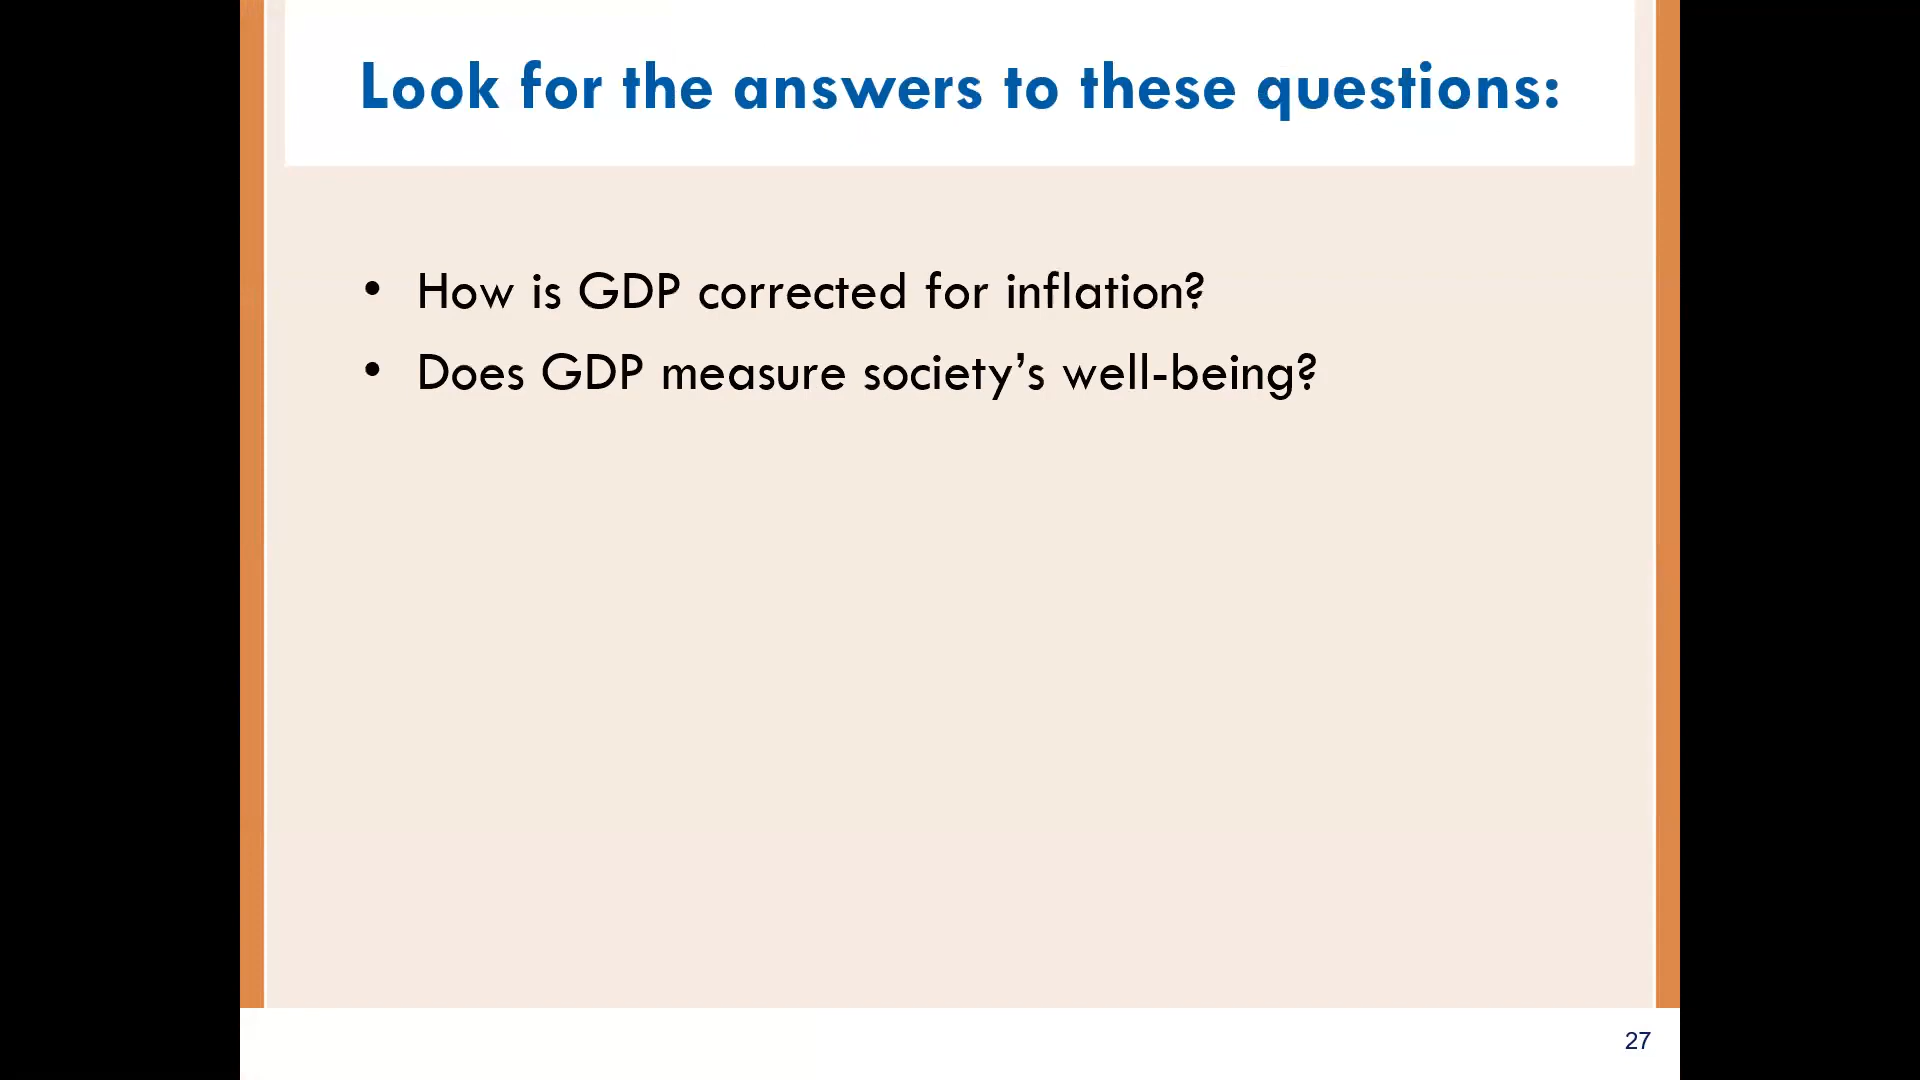 Look for the answers to these questions:
• How is GDP corrected for inflation?
• Does GDP measure society’s well-being?
27